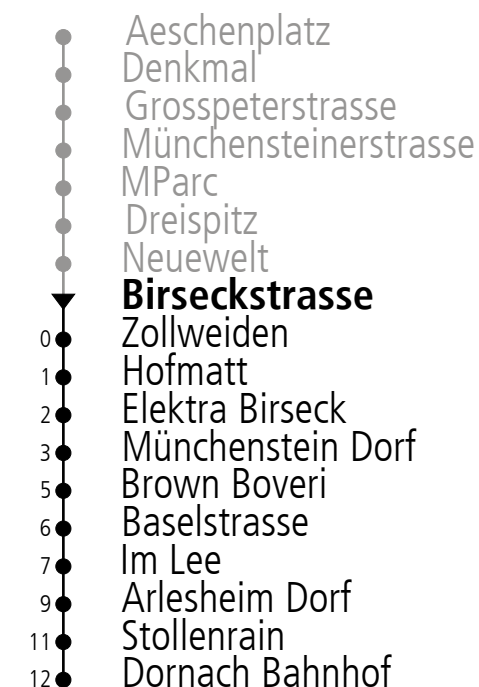 Aeschenplatz
Denkmal
Grosspeterstrasse
Münchensteinerstrasse
MParc
Dreispitz
Neuewelt
Birseckstrasse
0 Zollweiden
1 Hofmatt
2 Elektra Birseck
3 Münchenstein Dorf
5 Brown Boveri
6 Baselstrasse
7 Im Lee
9 Arlesheim Dorf
11 Stollenrain
12 Dornach Bahnhof